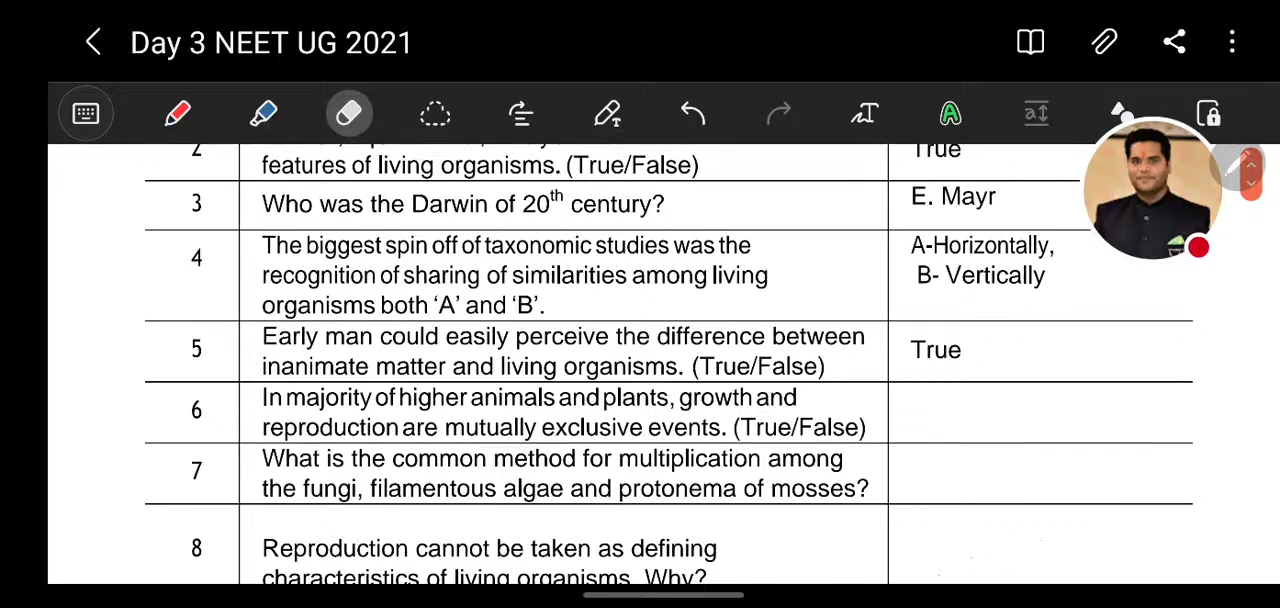 Day 3 NEET UG 2021
2
features of living organisms. (True/False)
True
3
Who was the Darwin of 20th century?
E. Mayr
4
The biggest spin off of taxonomic studies was the
recognition of sharing of similarities among living
organisms both ‘A’ and ‘B’.
A-Horizontally,
B- Vertically
5
Early man could easily perceive the difference between
inanimate matter and living organisms. (True/False)
True
6
In majority of higher animals and plants, growth and
reproduction are mutually exclusive events. (True/False)
7
What is the common method for multiplication among
the fungi, filamentous algae and protonema of mosses?
8
Reproduction cannot be taken as defining
characteristics of living organisms. Why?